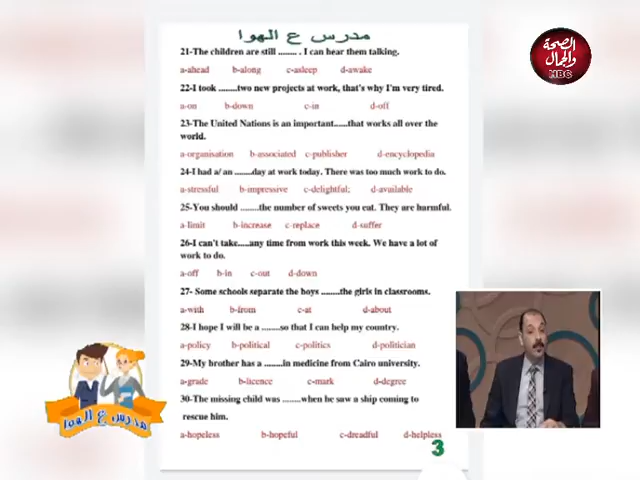 مدرس ع الهوا
الصحة
والجمال
HBC
21-The children are still ........ . I can hear them talking.
a-ahead b-along c-asleep d-awake
22-I took ........two new projects at work, that's why I'm very tired.
a-on b-down c-in d-off
23-The United Nations is an important......that works all over the
world.
a-organisation b-associated c-publisher d-encyclopedia
24-I had a/ an ........day at work today. There was too much work to do.
a-stressful b-impressive c-delightful; d-available
25-You should ........the number of sweets you eat. They are harmful.
a-limit b-increase c-replace d-suffer
26-I can't take.....any time from work this week. We have a lot of
work to do.
a-off b-in c-out d-down
27- Some schools separate the boys ........the girls in classrooms.
a-with b-from c-at d-about
28-I hope I will be a ........so that I can help my country.
a-policy b-political c-politics d-politician
29-My brother has a ........in medicine from Cairo university.
a-grade b-licence c-mark d-degree
30-The missing child was ........when he saw a ship coming to
rescue him.
a-hopeless b-hopeful c-dreadful d-helpless
3
مدرس ع الهوا